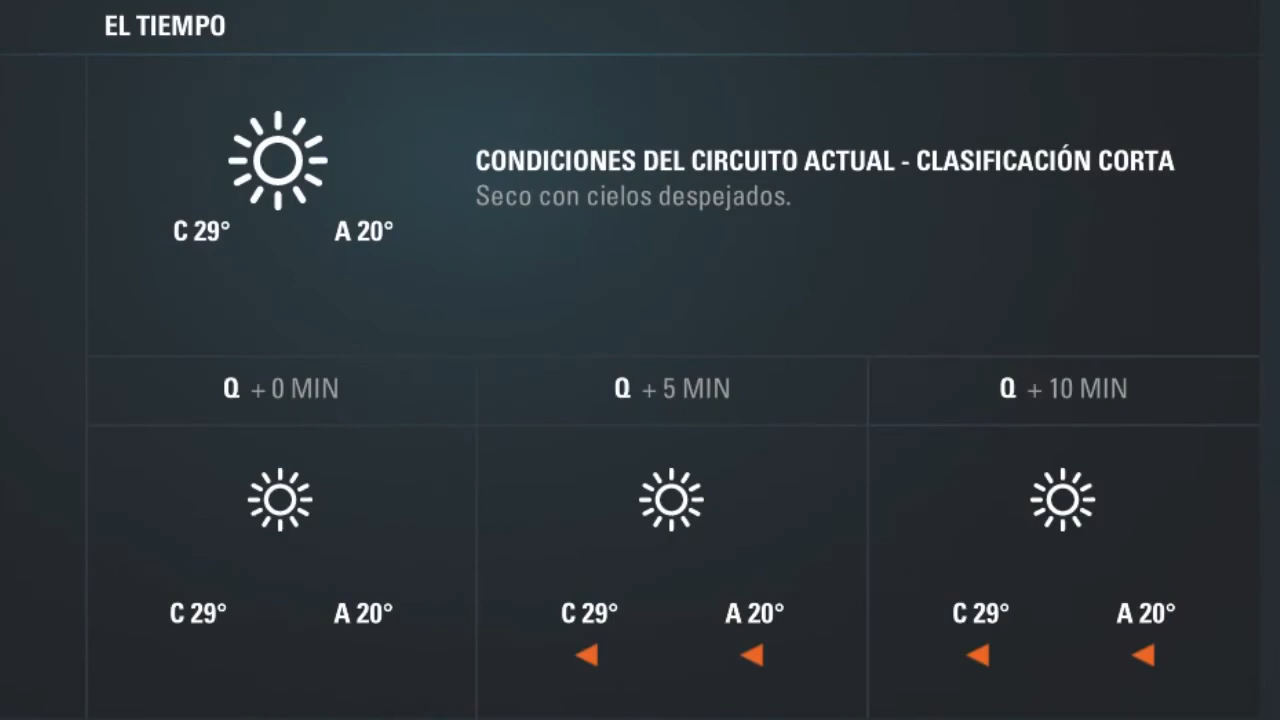 EL TIEMPO
CONDICIONES DEL CIRCUITO ACTUAL - CLASIFICACIÓN CORTA
Seco con cielos despejados.
C 29° A 20°
Q + 0 MIN Q + 5 MIN Q + 10 MIN
C 29° A 20° C 29° A 20° C 29° A 20°